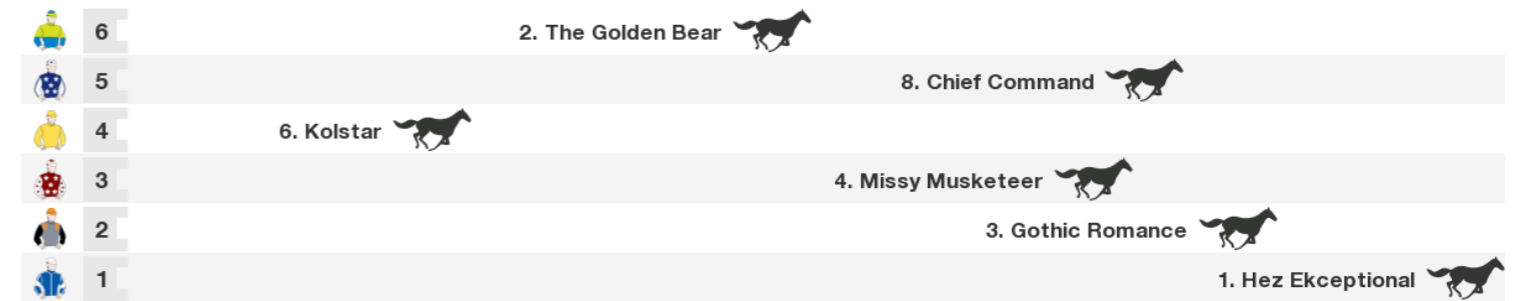 6 2. The Golden Bear
5 8. Chief Command
4 6. Kolstar
3 4. Missy Musketeer
2 3. Gothic Romance
1 1. Hez Ekceptional